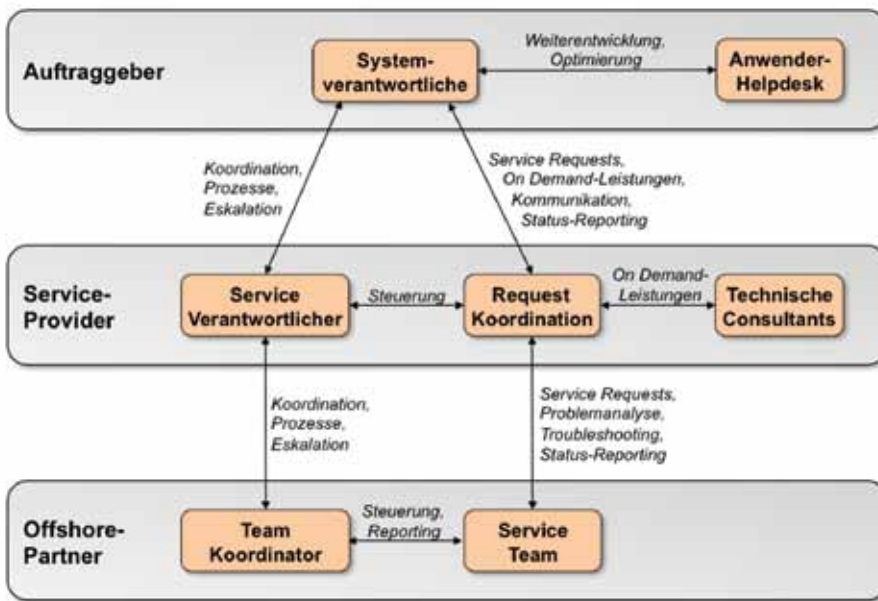 Auftraggeber
System-
verantwortliche
Weiterentwicklung,
Optimierung
Anwender-
Helpdesk
Koordination,
Prozesse,
Eskalation
Service Requests,
On Demand-Leistungen,
Kommunikation,
Status-Reporting
Service-
Provider
Service
Verantwortlicher
Steuerung
Request
Koordination
On Demand-
Leistungen
Technische
Consultants
Koordination,
Prozesse,
Eskalation
Service Requests,
Problemanalyse,
Troubleshooting,
Status-Reporting
Offshore-
Partner
Team
Koordinator
Steuerung,
Reporting
Service
Team